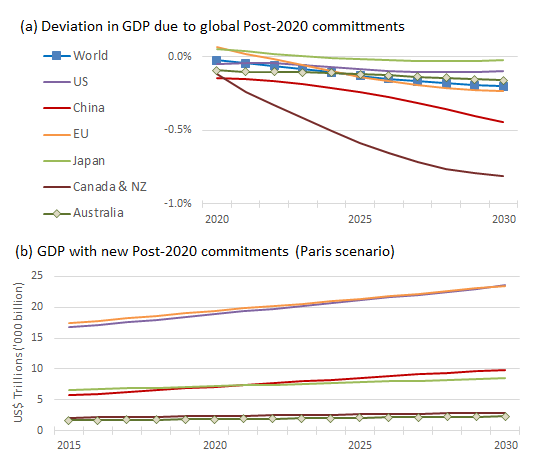 (a) Deviation in GDP due to global Post-2020 committments
World
US
China
EU
Japan
Canada & NZ
Australia
0.0%
-0.5%
-1.0%
2020 2025 2030
(b) GDP with new Post-2020 commitments (Paris scenario)
US$ Trillions ('000 billion)
25
20
15
10
5
0
2015 2020 2025 2030